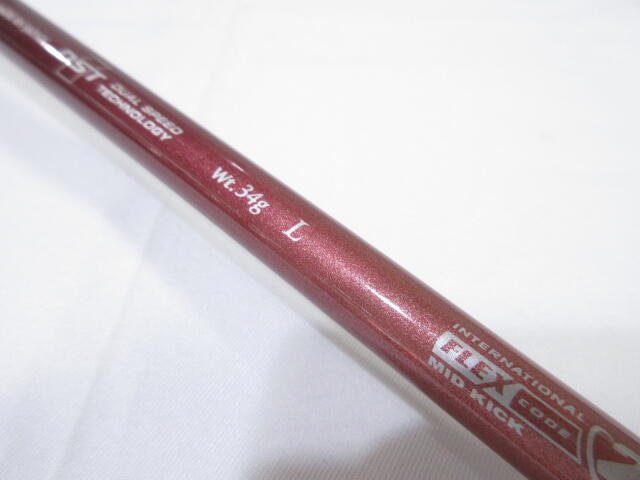 DST
DUAL SPEED
TECHNOLOGY
Wt.34g L
INTERNATIONAL
FLEX CODE
MID KICK